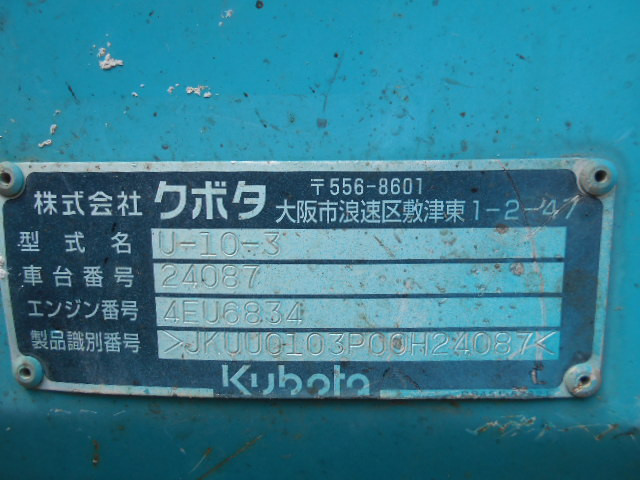 株式会社 クボタ 〒556-8601
大阪市浪速区敷津東1-2-47
型式名 U-10-3
車台番号 24087
エンジン番号 4EU6834
製品識別番号 >JKUU0103P00H24087<
Kubota